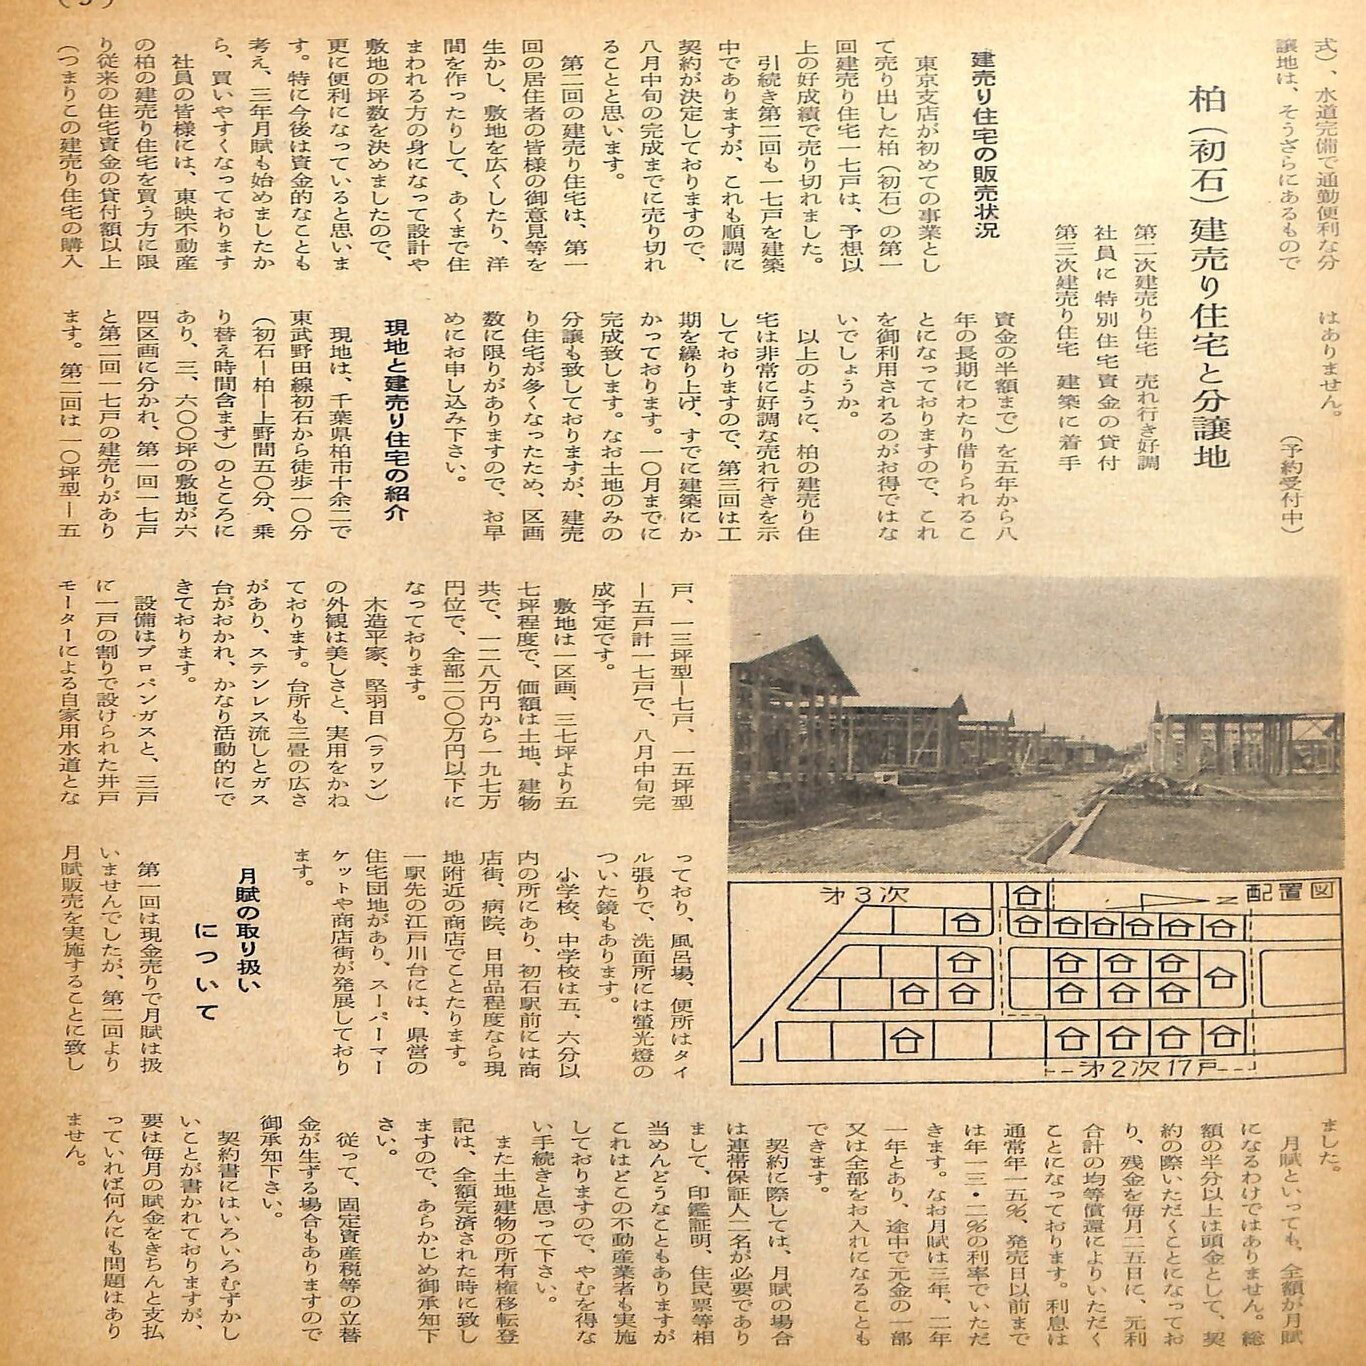 式）、水道完備で通勤便利な分
譲地は、そうざらにあるもので
はありません。
（予約受付中）
柏（初石）建売り住宅と分譲地
第二次建売り住宅　売れ行き好調
社員に 特別住宅資金の貸付
第三次建売り住宅　建築に着手
建売り住宅の販売状況
東京支店が初めての事業とし
て売り出した柏（初石）の第一
回建売り住宅一七戸は、予想以
上の好成績で売り切れました。
引続き第二回も一七戸を建築
中でありますが、これも順調に
契約が決定しておりますので、
八月中旬の完成までに売り切れ
ることと思います。
第二回の建売り住宅は、第一
回の居住者の皆様の御意見等を
生かし、敷地を広くしたり、洋
間を作ったりして、あくまで住
まわれる方の身になって設計や
敷地の坪数を決めましたので、
更に便利になっていると思いま
す。特に今後は資金的なことも
考え、三年月賦も始めましたか
ら、買いやすくなっております
社員の皆様には、東映不動産
の柏の建売り住宅を買う方に限
り従来の住宅資金の貸付額以上
（つまりこの建売り住宅の購入
資金の半額まで）を五年から八
年の長期にわたり借りられるこ
とになっておりますので、これ
を御利用されるのがお得ではな
いでしょうか。
以上のように、柏の建売り住
宅は非常に好調な売れ行きを示
しておりますので、第三回は工
期を繰り上げ、すでに建築にか
かっております。一〇月までに
完成致します。なお土地のみの
分譲も致しておりますが、建売
り住宅が多くなったため、区画
数に限りがありますので、お早
めにお申し込み下さい。
現地と建売り住宅の紹介
現地は、千葉県柏市十余二で
東武野田線初石から徒歩一〇分
（初石―柏―上野間五〇分、乗
り替え時間含まず）のところに
あり、三、六〇〇坪の敷地が六
四区画に分かれ、第一回一七戸
と第二回一七戸の建売りがあり
ます。第二回は一〇坪型―五
戸、一三坪型―七戸、一五坪型
―五戸計一七戸で、八月中旬完
成予定です。
敷地は一区画、三七坪より五
七坪程度で、価額は土地、建物
共で、一二八万円から一九七万
円位で、全部二〇〇万円以下に
なっております。
木造平家、堅羽目（ラワン）
の外観は美しさと、実用をかね
ております。台所も三畳の広さ
があり、ステンレス流しとガス
台がおかれ、かなり活動的にで
きております。
設備はプロパンガスと、三戸
に一戸の割りで設けられた井戸
モーターによる自家用水道とな
配置図
第３次
N
第２次17戸
っており、風呂場、便所はタイ
ル張りで、洗面所には螢光燈の
ついた鏡もあります。
小学校、中学校は五、六分以
内の所にあり、初石駅前には商
店街、病院、日用品程度なら現
地附近の商店でことたります。
一駅先の江戸川台には、県営の
住宅団地があり、スーパーマー
ケットや商店街が発展しており
ます。
月賦の取り扱い
について
第一回は現金売りで月賦は扱
いませんでしたが、第二回より
月賦販売を実施することに致し
ました。
月賦といっても、全額が月賦
になるわけではありません。総
額の半分以上は頭金として、契
約の際いただくことになってお
り、残金を毎月二五日に、元利
合計の均等償還によりいただく
ことになっております。利息は
通常年一五％、発売日以前まで
は年一三・二％の利率でいただ
きます。なお月賦は三年、二年
一年とあり、途中で元金の一部
又は全部をお入れになることも
できます。
契約に際しては、月賦の場合
は連帯保証人二名が必要であり
まして、印鑑証明、住民票等相
当めんどうなこともありますが
これはどこの不動産業者も実施
しておりますので、やむを得な
い手続きと思って下さい。
また土地建物の所有権移転登
記は、全額完済された時に致し
ますので、あらかじめ御承知下
さい。
従って、固定資産税等の立替
金が生ずる場合もありますので
御承知下さい。
契約書にはいろいろむずかし
いことが書かれておりますが、
要は毎月の賦金をきちんと支払
っていれば何んにも問題はあり
ません。